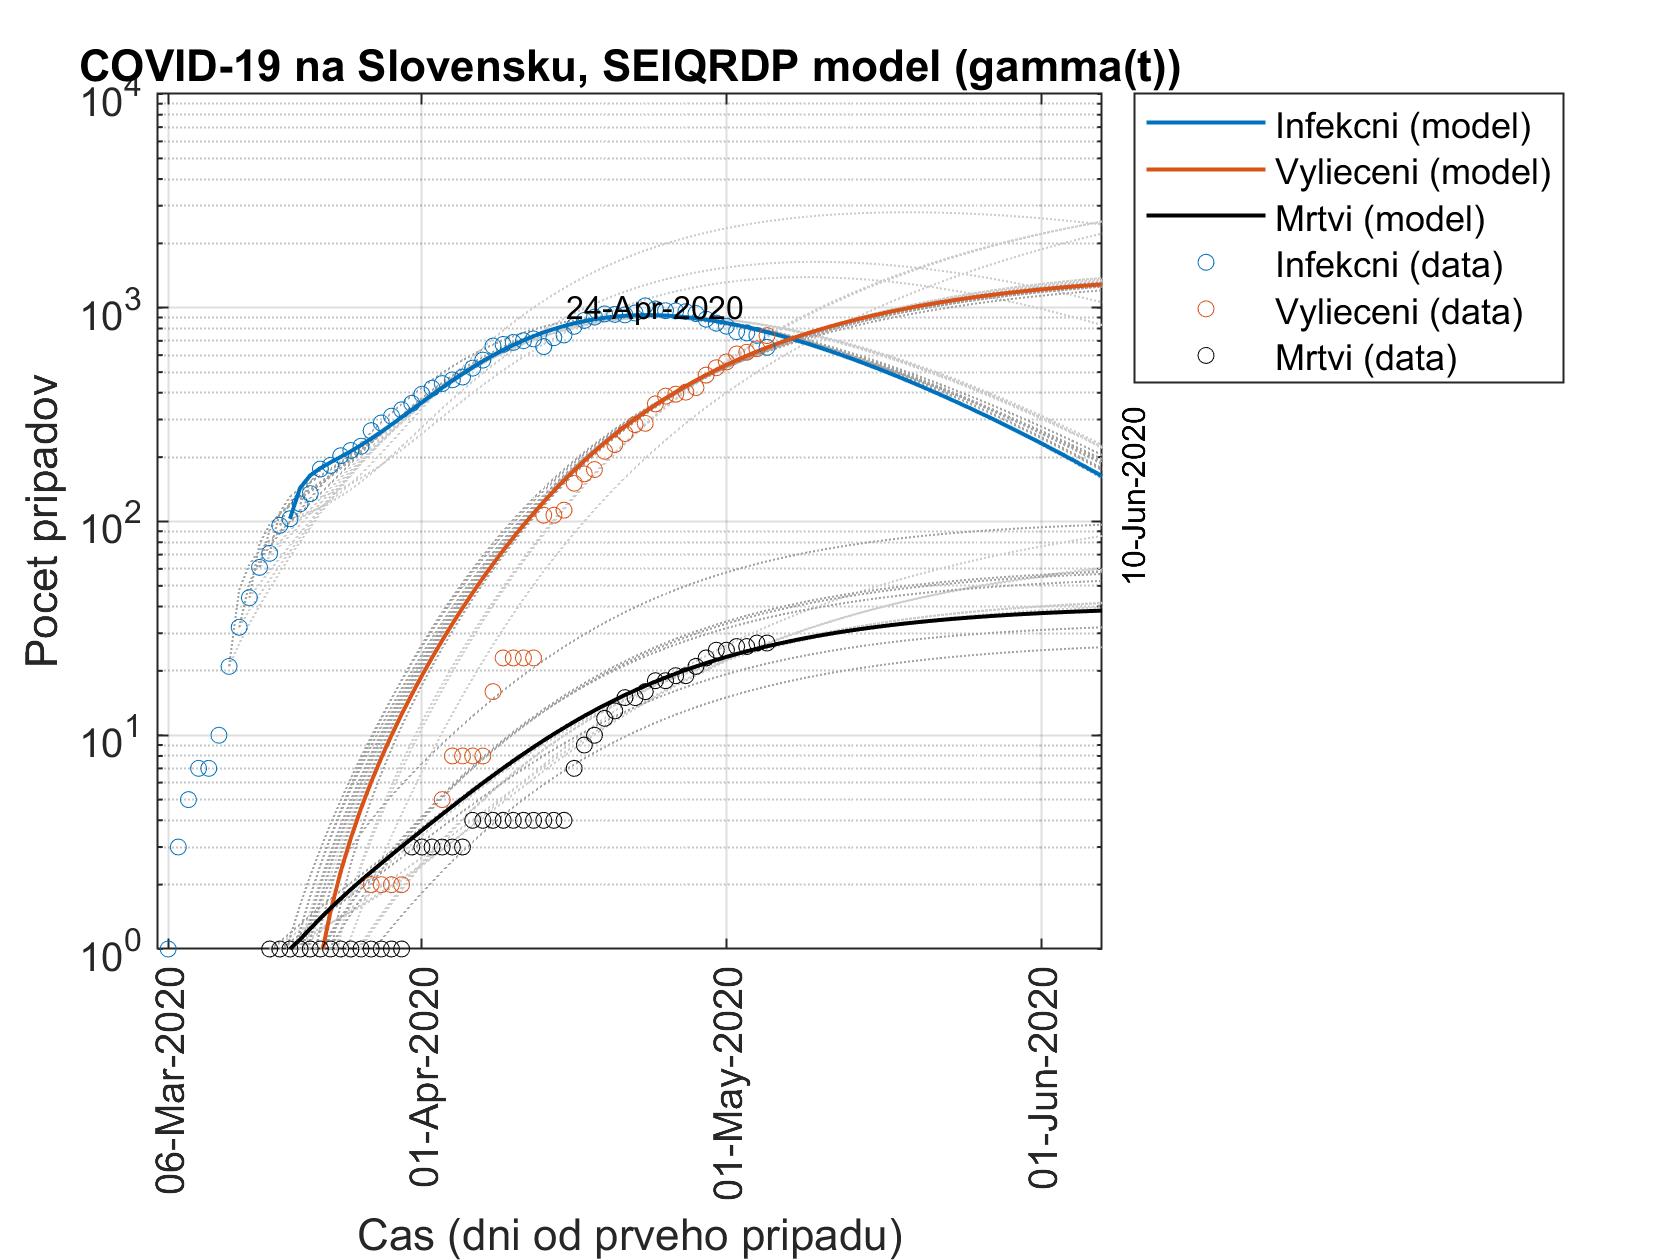 COVID-19 na Slovensku, SEIQRDP model (gamma(t))
10^4
10^3
10^2
10^1
10^0
Pocet pripadov
24-Apr-2020
10-Jun-2020
06-Mar-2020
01-Apr-2020
01-May-2020
01-Jun-2020
Cas (dni od prveho pripadu)
Infekcni (model)
Vylieceni (model)
Mrtvi (model)
Infekcni (data)
Vylieceni (data)
Mrtvi (data)